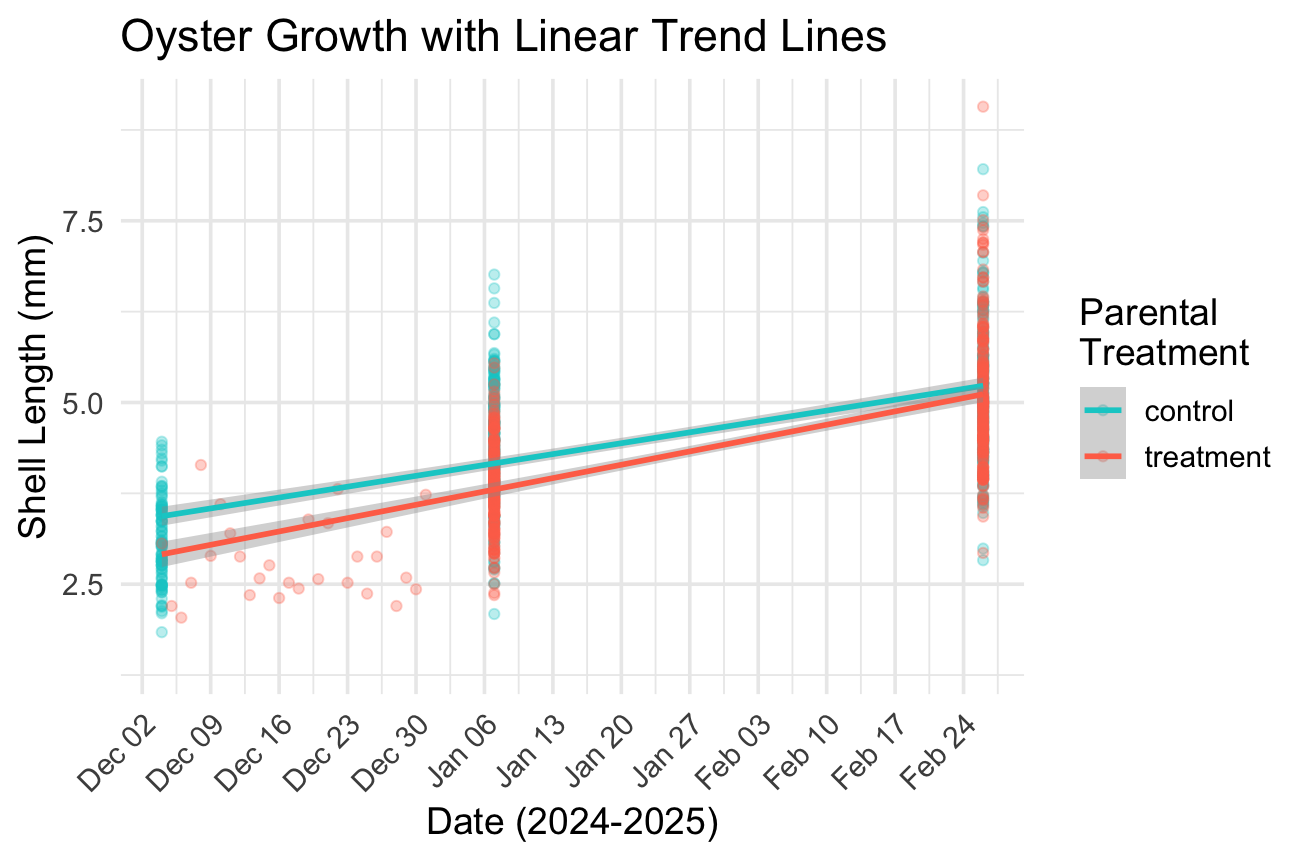 Oyster Growth with Linear Trend Lines
Shell Length (mm)
7.5
5.0
2.5
Dec 02
Dec 09
Dec 16
Dec 23
Dec 30
Jan 06
Jan 13
Jan 20
Jan 27
Feb 03
Feb 10
Feb 17
Feb 24
Date (2024-2025)
Parental
Treatment
control
treatment